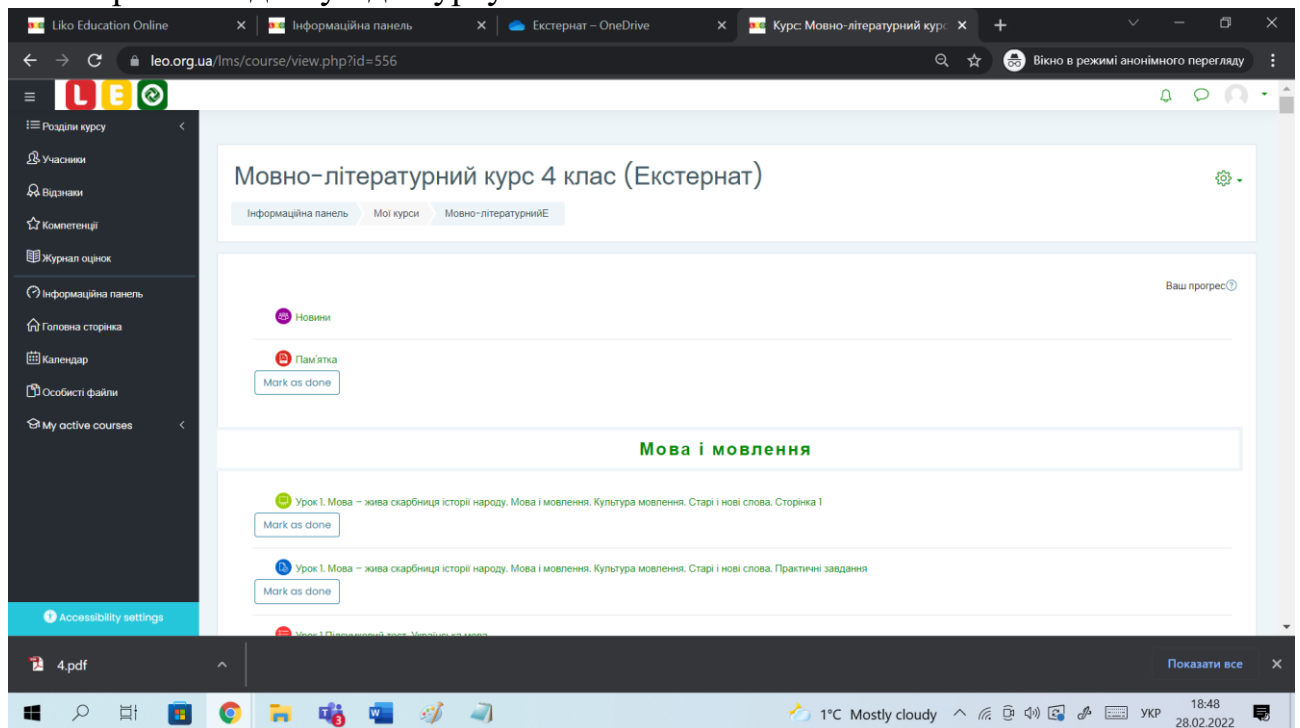 Liko Education Online
Інформаційна панель
Екстернат – OneDrive
Курс: Мовно-літературний курс
leo.org.ua/lms/course/view.php?id=556
Вікно в режимі анонімного перегляду
L E
Розділи курсу
Учасники
Відзнаки
Компетенції
Журнал оцінок
Інформаційна панель
Головна сторінка
Календар
Особисті файли
My active courses
Accessibility settings
Мовно-літературний курс 4 клас (Екстернат)
Інформаційна панель
Мої курси
Мовно-літературнийЕ
Ваш прогрес
Новини
Пам'ятка
Mark as done
Мова і мовлення
Урок 1. Мова – жива скарбниця історії народу. Мова і мовлення. Культура мовлення. Старі і нові слова. Сторінка 1
Mark as done
Урок 1. Мова – жива скарбниця історії народу. Мова і мовлення. Культура мовлення. Старі і нові слова. Практичні завдання
Mark as done
Урок 1 Підсумковий тест. Українська мова
4.pdf
Показати все
1°C Mostly cloudy
УКР
18:48
28.02.2022